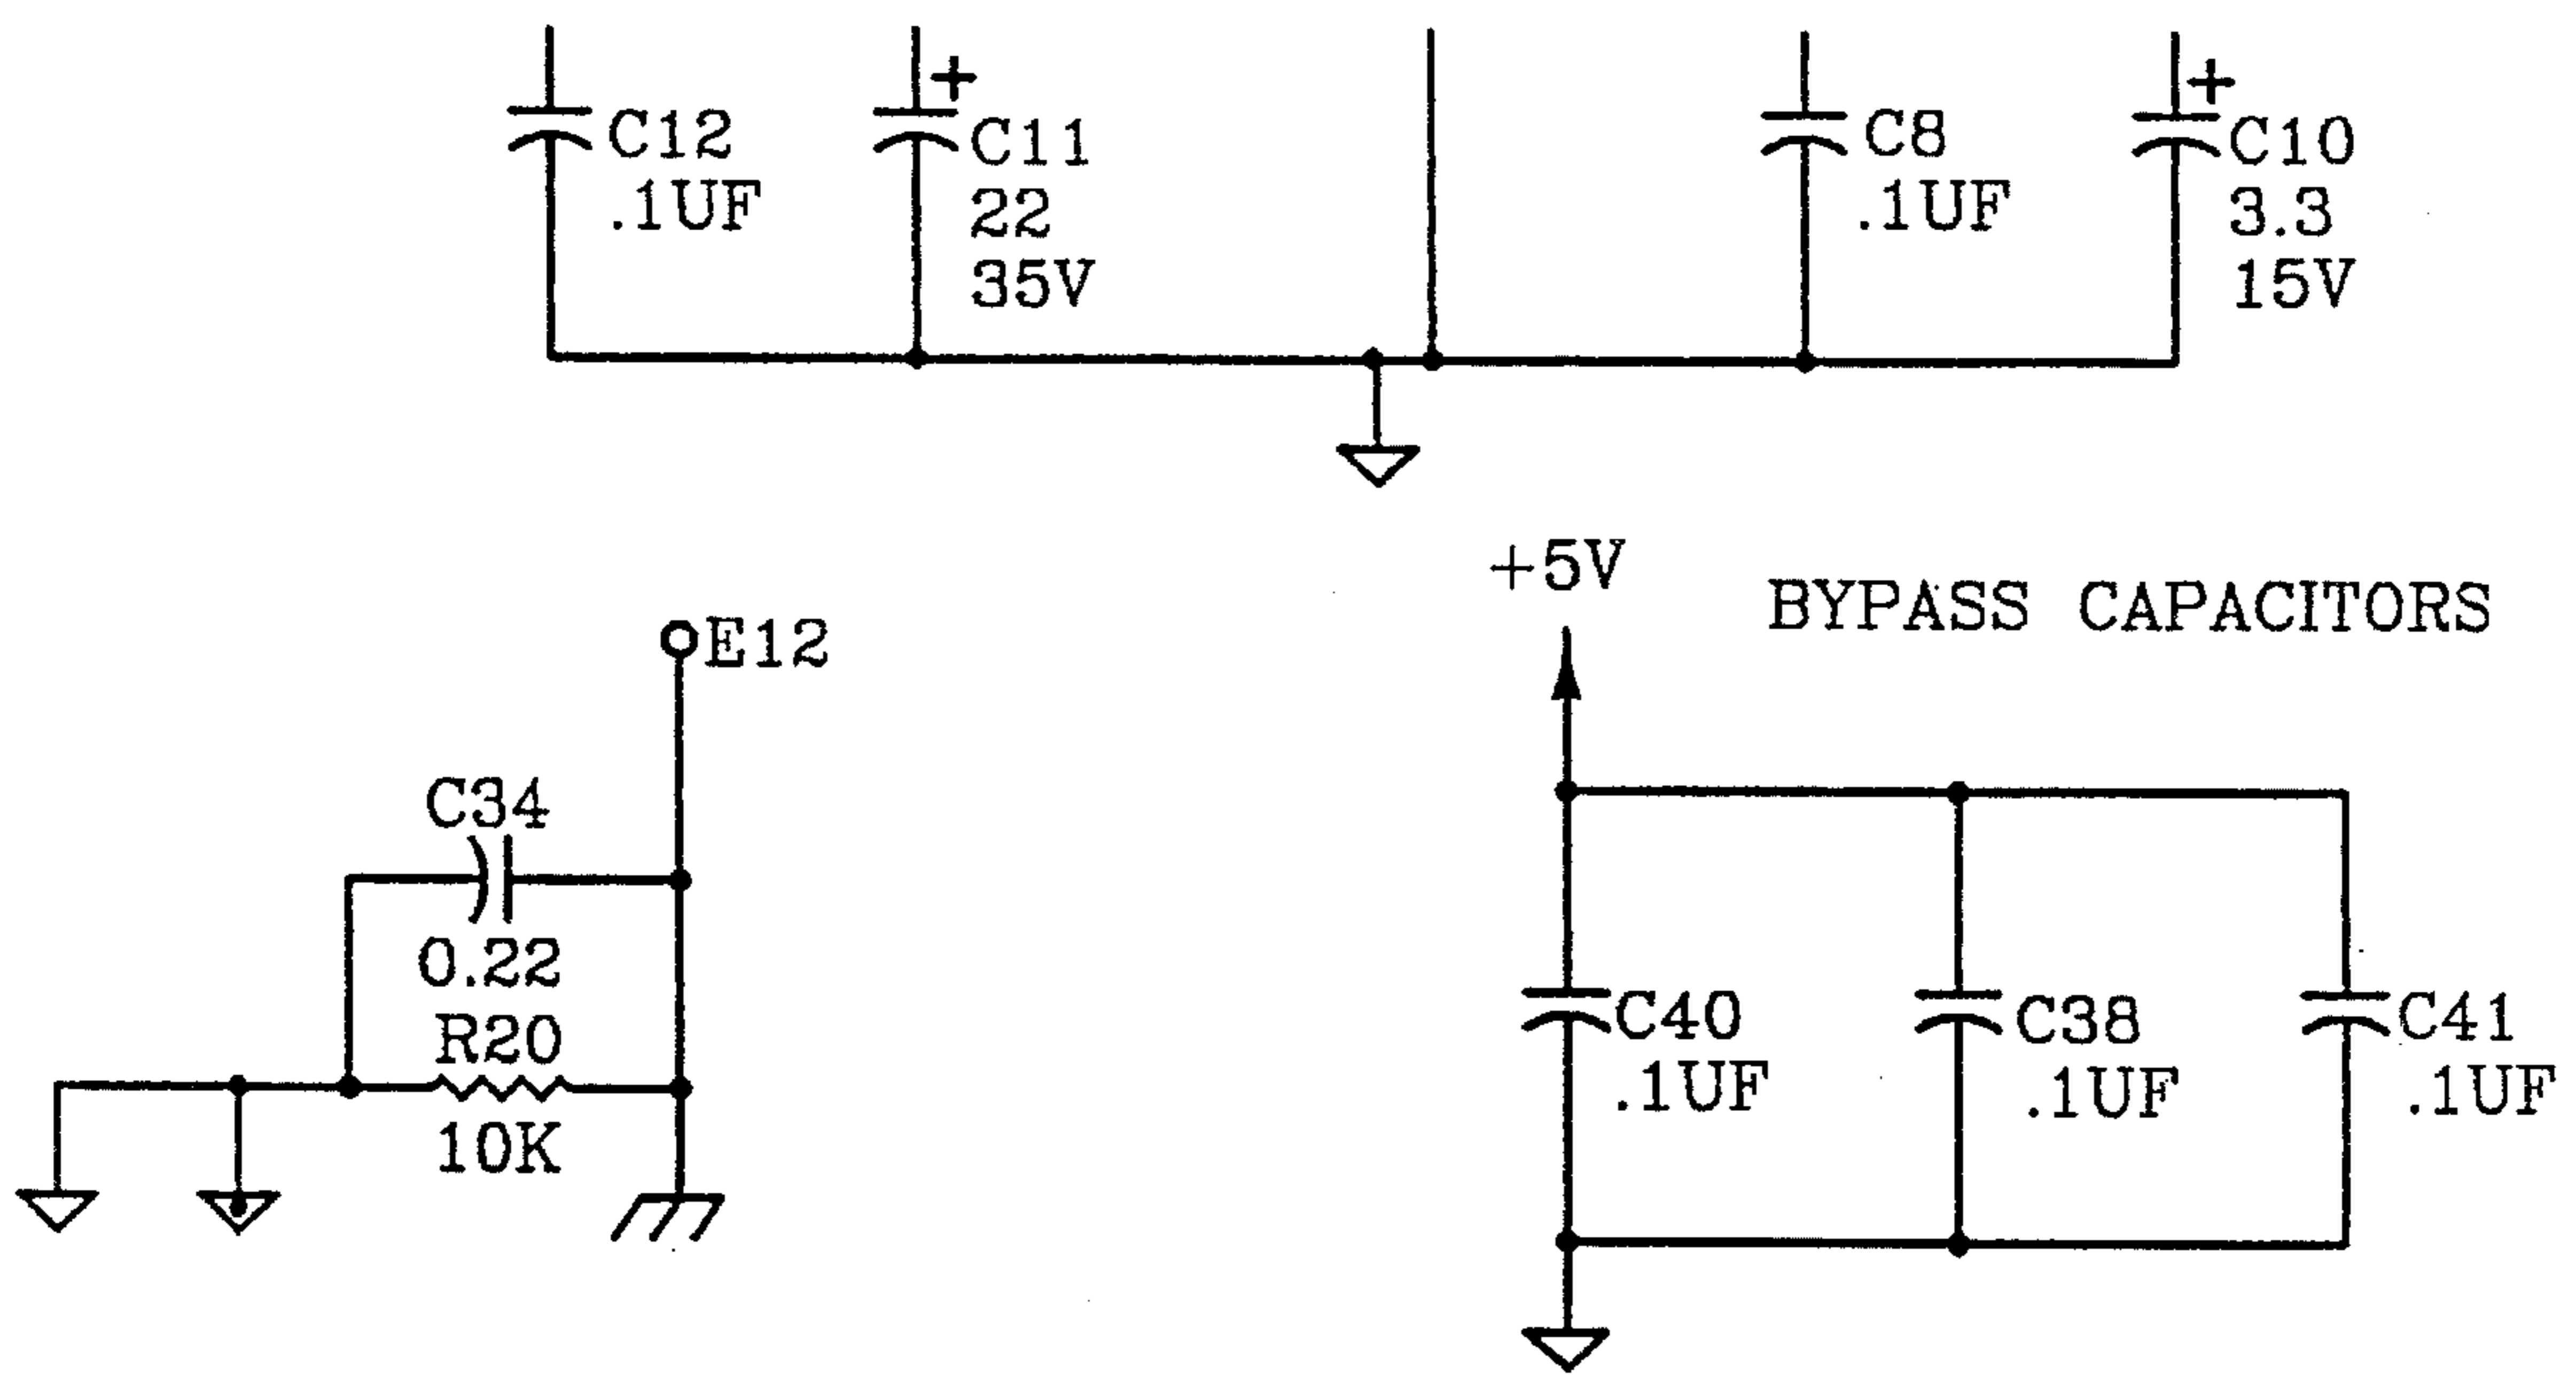 +
C12
.1UF
+
C11
22
35V
C8
.1UF
C10
3.3
15V
+5V
BYPASS CAPACITORS
E12
C34
0.22
R20
10K
C40
.1UF
C38
.1UF
C41
.1UF